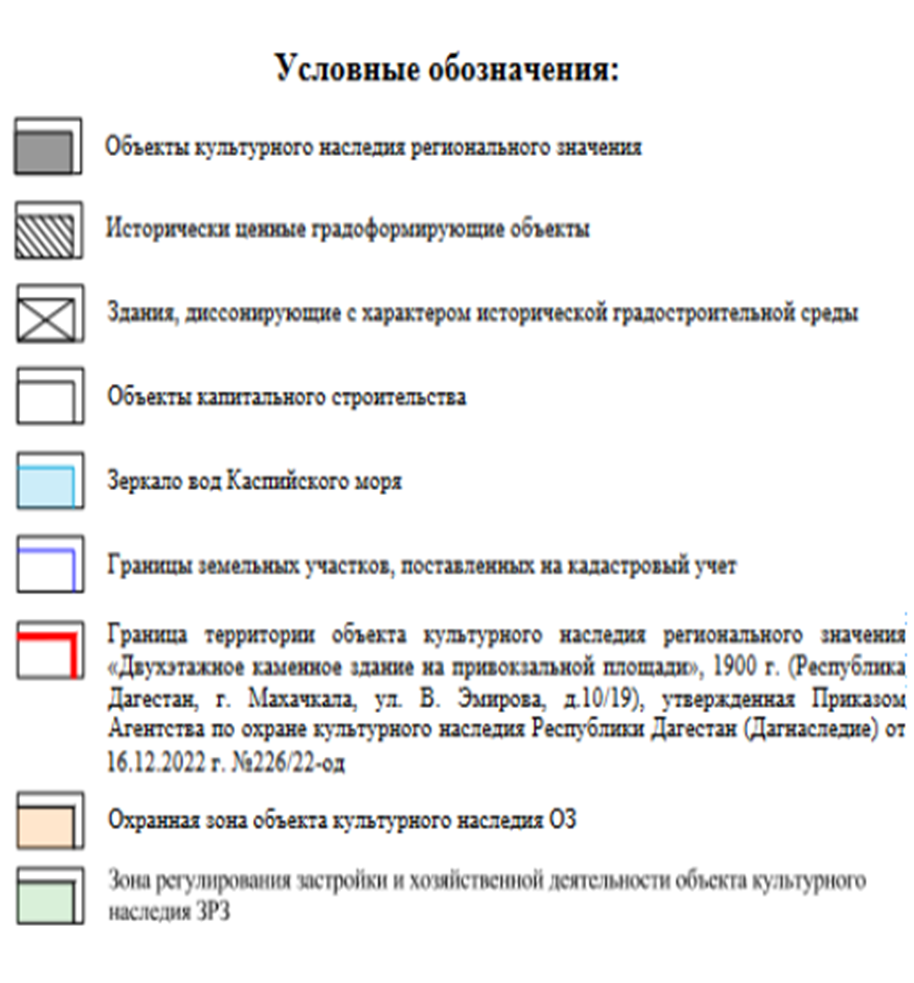 Условные обозначения:
Объекты культурного наследия регионального значения
Исторически ценные градоформирующие объекты
Здания, диссонирующие с характером исторической градостроительной среды
Объекты капитального строительства
Зеркало вод Каспийского моря
Границы земельных участков, поставленных на кадастровый учет
Граница территории объекта культурного наследия регионального значения
«Двухэтажное каменное здание на привокзальной площади», 1900 г. (Республика
Дагестан, г. Махачкала, ул. В. Эмирова, д.10/19), утвержденная Приказом
Агентства по охране культурного наследия Республики Дагестан (Дагнаследие) от
16.12.2022 г. №226/22-од
Охранная зона объекта культурного наследия ОЗ
Зона регулирования застройки и хозяйственной деятельности объекта культурного
наследия ЗРЗ